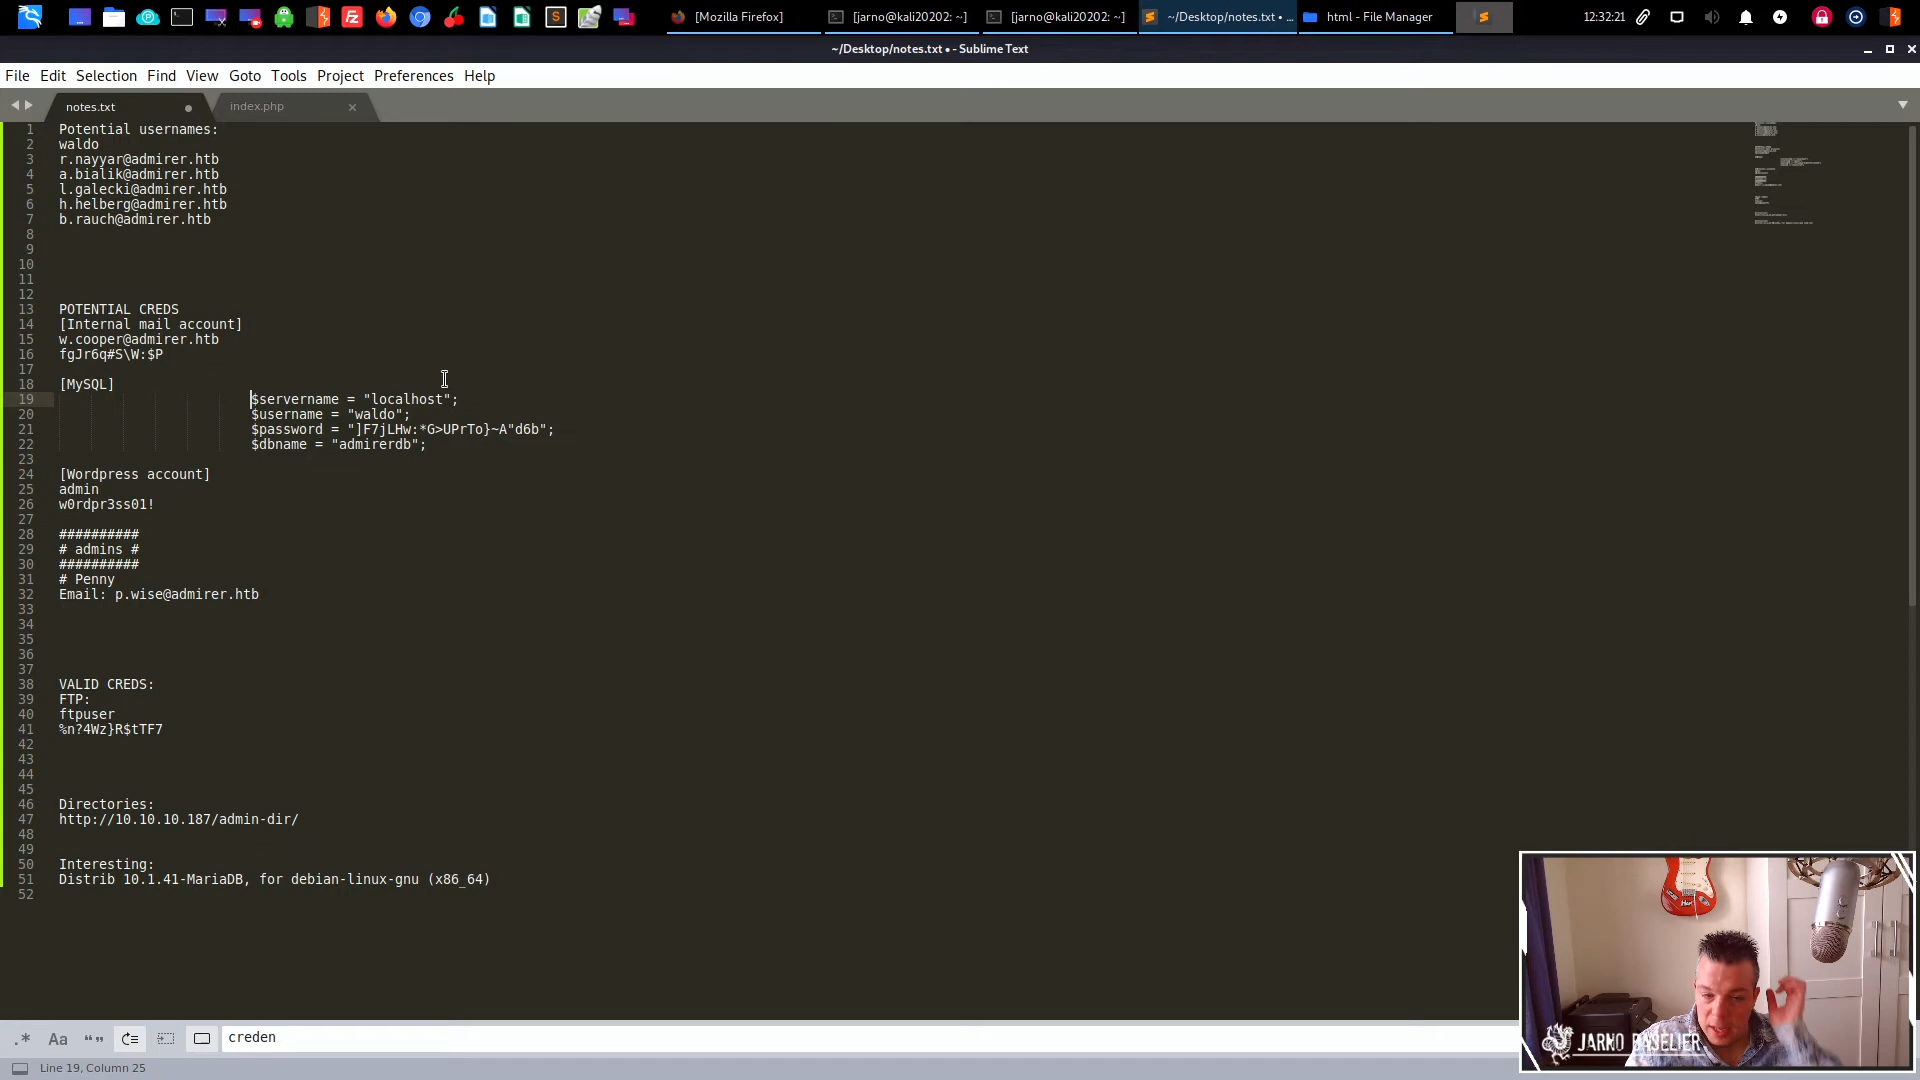 [Mozilla Firefox]
[jarno@kali20202: ~]
[jarno@kali20202: ~]
~/Desktop/notes.txt • ...
html - File Manager
12:32:21
~/Desktop/notes.txt • - Sublime Text
File Edit Selection Find View Goto Tools Project Preferences Help
notes.txt
index.php
1 Potential usernames:
2 waldo
3 r.nayyar@admirer.htb
4 a.bialik@admirer.htb
5 l.galecki@admirer.htb
6 h.helberg@admirer.htb
7 b.rauch@admirer.htb
8
9
10
11
12
13 POTENTIAL CREDS
14 [Internal mail account]
15 w.cooper@admirer.htb
16 fgJr6q#S\W:$P
17
18 [MySQL]
19 $servername = "localhost";
20 $username = "waldo";
21 $password = "]F7jLHw:*G>UPrTo}~A"d6b";
22 $dbname = "admirerdb";
23
24 [Wordpress account]
25 admin
26 w0rdpr3ss01!
27
28 ##########
29 # admins #
30 ##########
31 # Penny
32 Email: p.wise@admirer.htb
33
34
35
36
37
38 VALID CREDS:
39 FTP:
40 ftpuser
41 %n?4Wz}R$tTF7
42
43
44
45
46 Directories:
47 http://10.10.10.187/admin-dir/
48
49
50 Interesting:
51 Distrib 10.1.41-MariaDB, for debian-linux-gnu (x86_64)
52
.* Aa “” creden
Line 19, Column 25
JARNO BASELIER